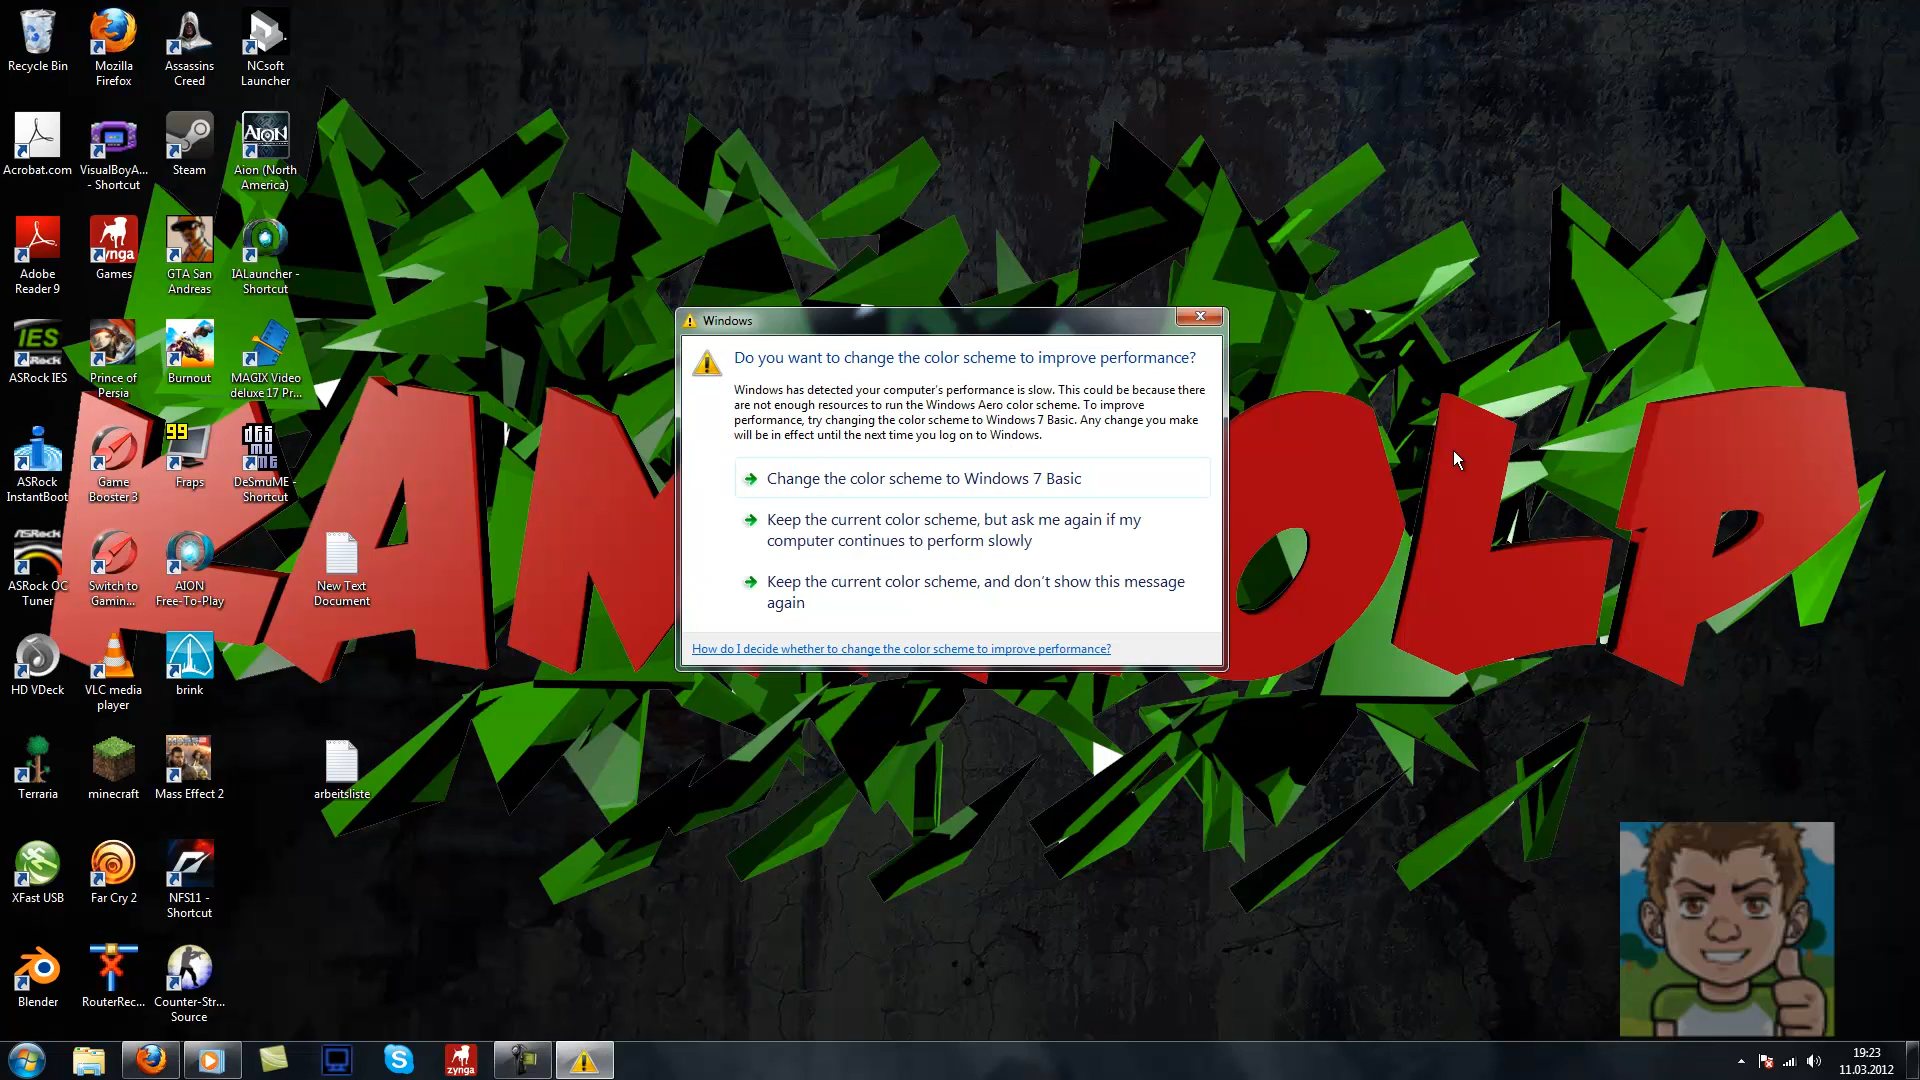 Recycle Bin
Mozilla
Firefox
Assassins
Creed
NCsoft
Launcher
Acrobat.com
VisualBoyA...
- Shortcut
Steam
AION
Aion (North
America)
Adobe
Reader 9
zynga
Games
GTA San
Andreas
IALauncher -
Shortcut
IES
ASRock
ASRock IES
Prince of
Persia
Burnout
MAGIX Video
deluxe 17 Pr...
ASRock
InstantBoot
Game
Booster 3
99
Fraps
DeSmuME
DeSmuME -
Shortcut
ASRock
ASRock OC
Tuner
Switch to
Gamin...
AION
Free-To-Play
New Text
Document
HD VDeck
VLC media
player
brink
Terraria
minecraft
Mass Effect 2
arbeitsliste
XFast USB
Far Cry 2
NFS11 -
Shortcut
Blender
RouterRec...
Counter-Str...
Source
RAM
OLP
Windows
Do you want to change the color scheme to improve performance?
Windows has detected your computer's performance is slow. This could be because there
are not enough resources to run the Windows Aero color scheme. To improve
performance, try changing the color scheme to Windows 7 Basic. Any change you make
will be in effect until the next time you log on to Windows.
Change the color scheme to Windows 7 Basic
Keep the current color scheme, but ask me again if my
computer continues to perform slowly
Keep the current color scheme, and don't show this message
again
How do I decide whether to change the color scheme to improve performance?
zynga
19:23
11.03.2012